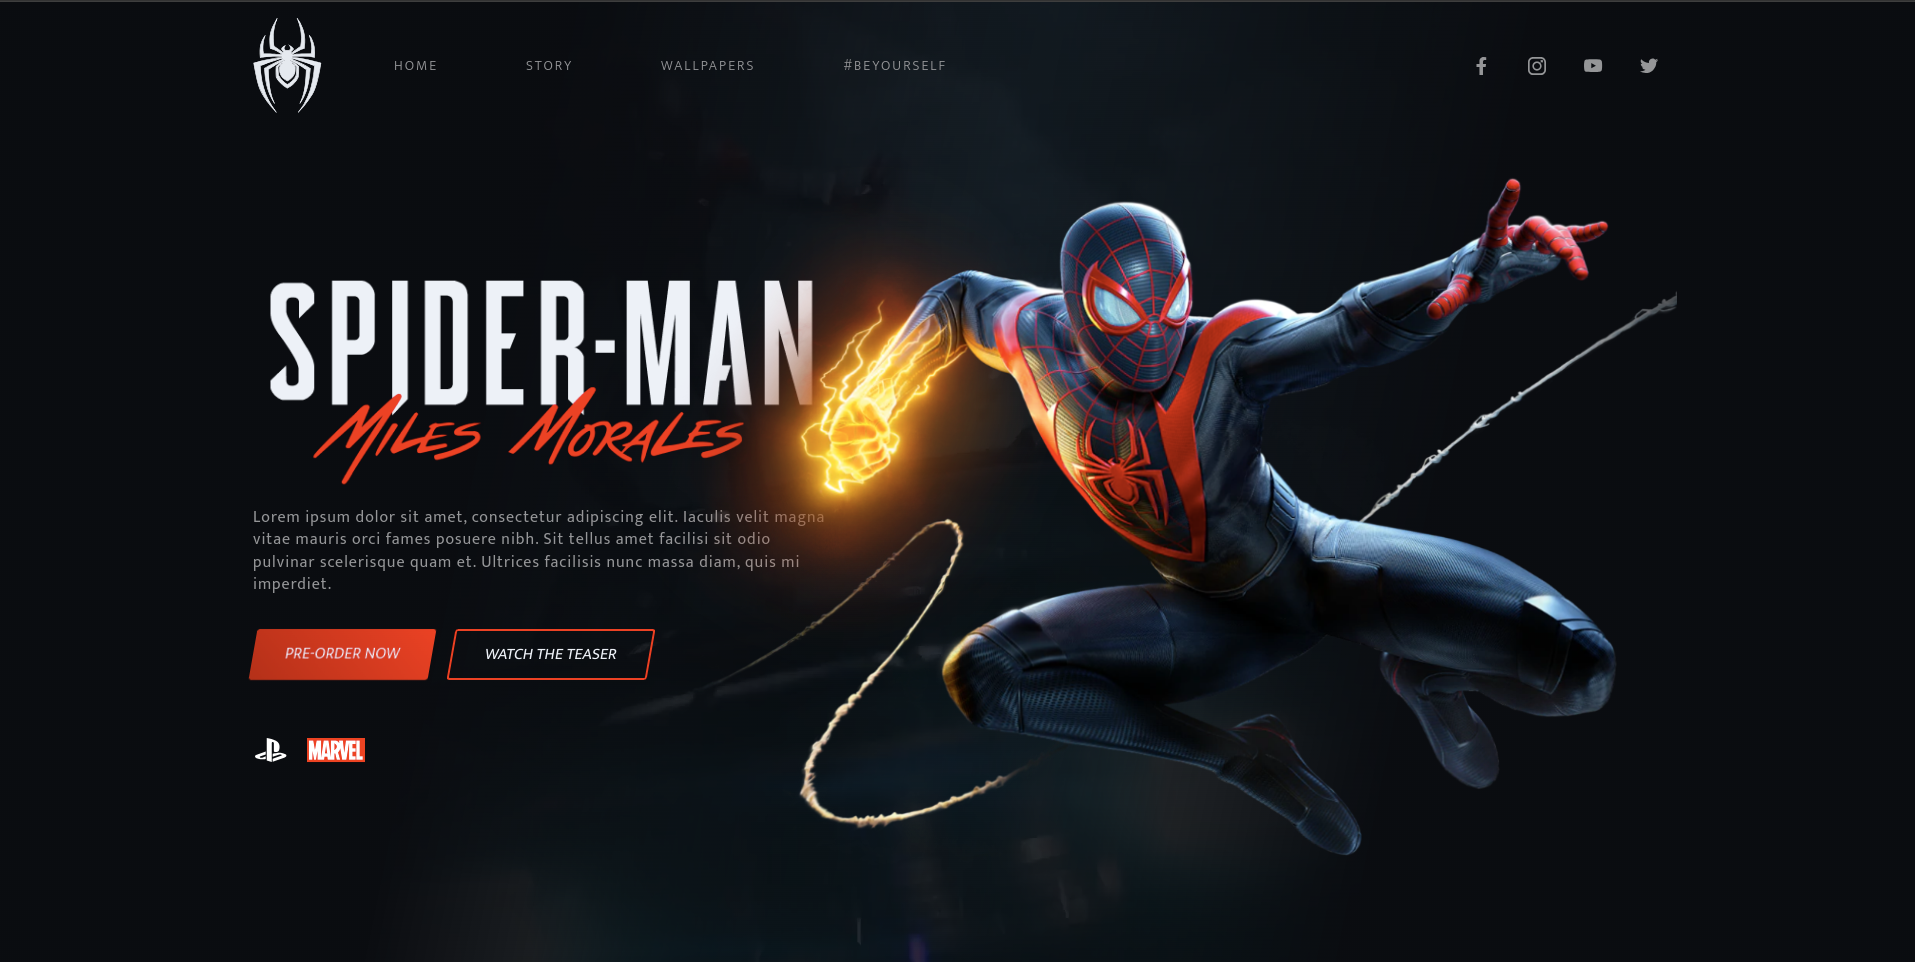 HOME STORY WALLPAPERS #BEYOURSELF
SPIDER-MAN
MILES MORALES
Lorem ipsum dolor sit amet, consectetur adipiscing elit. Iaculis velit magna
vitae mauris orci fames posuere nibh. Sit tellus amet facilisi sit odio
pulvinar scelerisque quam et. Ultrices facilisis nunc massa diam, quis mi
imperdiet.
PRE-ORDER NOW WATCH THE TEASER
MARVEL